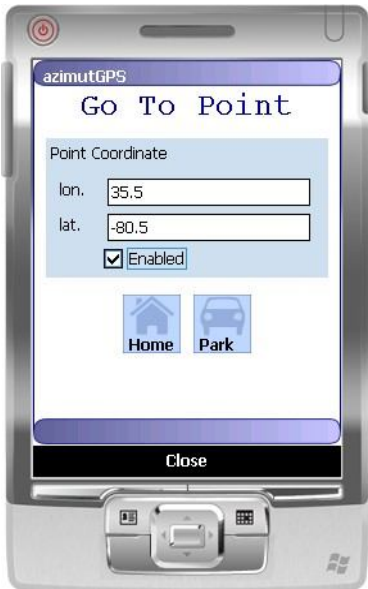 azimutGPS
Go To Point
Point Coordinate
lon. 35.5
lat. -80.5
Enabled
Home Park
Close